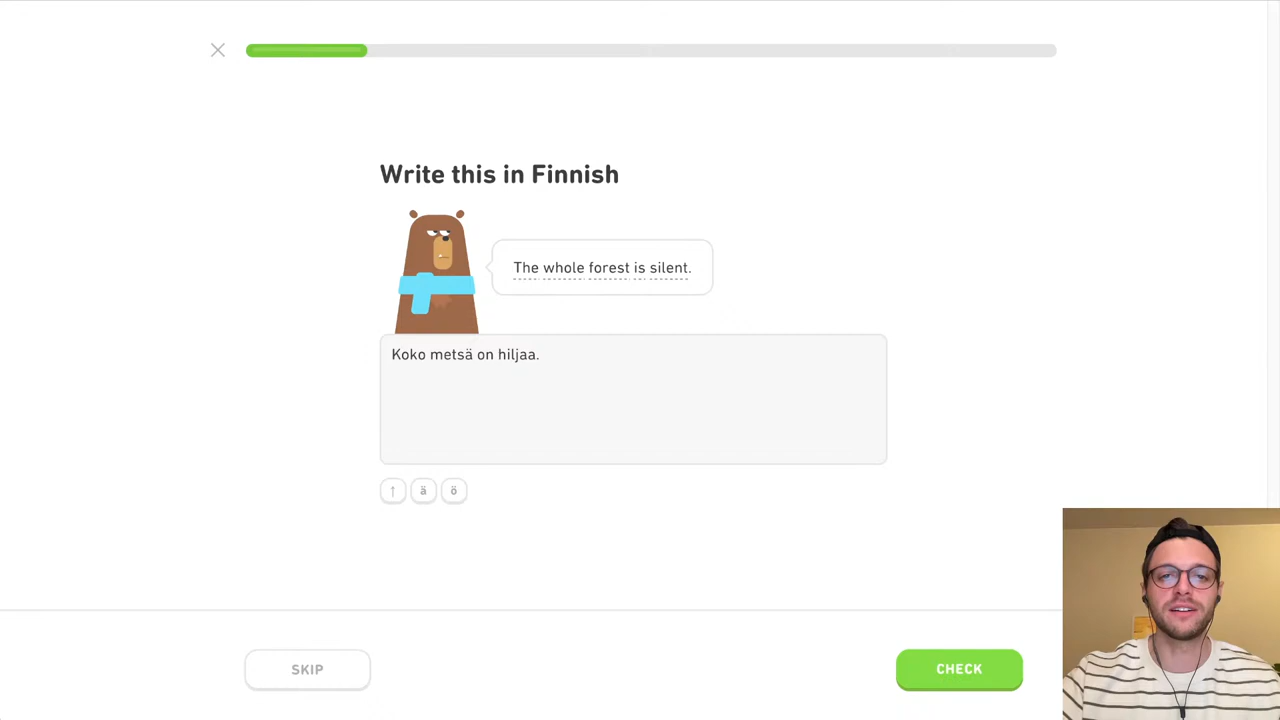 Write this in Finnish
The whole forest is silent.
Koko metsä on hiljaa.
↑ ä ö
SKIP
CHECK